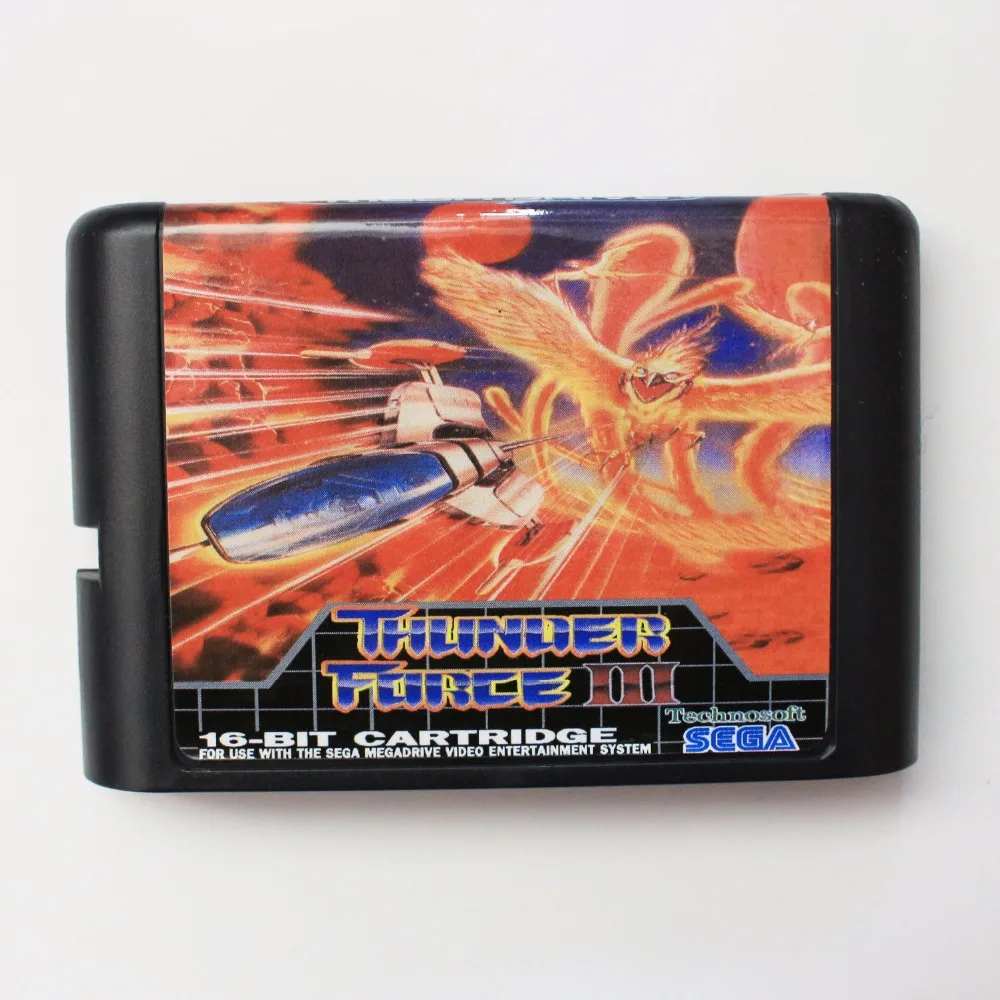 THUNDER
FORCE III
Technosoft
16-BIT CARTRIDGE
SEGA
FOR USE WITH THE SEGA MEGADRIVE VIDEO ENTERTAINMENT SYSTEM